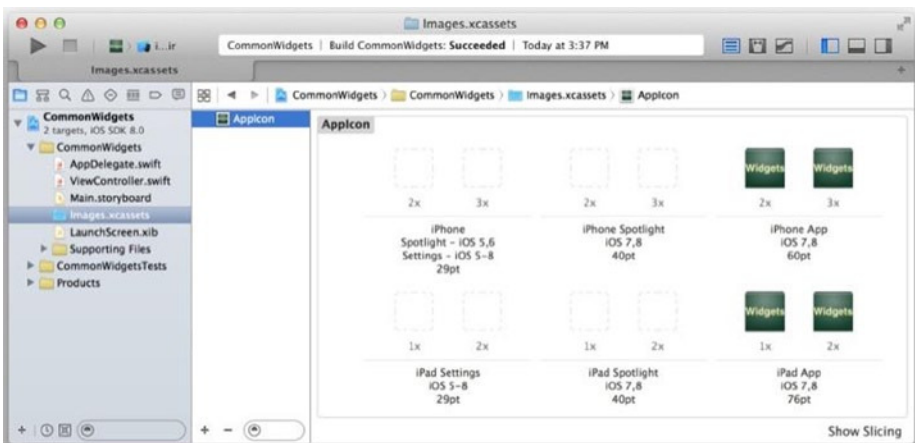 Images.xcassets
i...ir
CommonWidgets | Build CommonWidgets: Succeeded | Today at 3:37 PM
Images.xcassets
CommonWidgets
CommonWidgets
Images.xcassets
AppIcon
CommonWidgets
2 targets, iOS SDK 8.0
CommonWidgets
AppDelegate.swift
ViewController.swift
Main.storyboard
Images.xcassets
LaunchScreen.xib
Supporting Files
CommonWidgetsTests
Products
AppIcon
AppIcon
Widgets
Widgets
2x 3x
2x 3x
2x 3x
iPhone
Spotlight - iOS 5,6
Settings - iOS 5-8
29pt
iPhone Spotlight
iOS 7,8
40pt
iPhone App
iOS 7,8
60pt
Widgets
Widgets
1x 2x
1x 2x
1x 2x
iPad Settings
iOS 5-8
29pt
iPad Spotlight
iOS 7,8
40pt
iPad App
iOS 7,8
76pt
Show Slicing